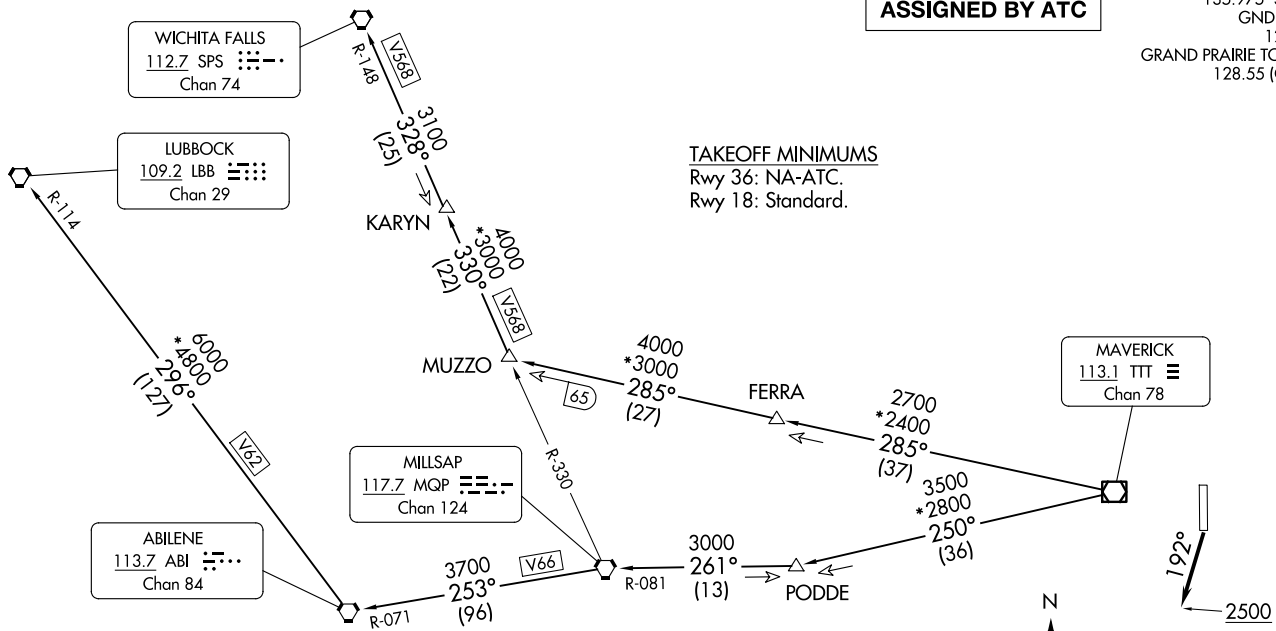 ASSIGNED BY ATC
GND
GRAND PRAIRIE TO
128.55
WICHITA FALLS
112.7 SPS
Chan 74
R-148
V568
3100
328°
(25)
LUBBOCK
109.2 LBB
Chan 29
R-114
KARYN
4000
*3000
330°
(22)
V568
TAKEOFF MINIMUMS
Rwy 36: NA-ATC.
Rwy 18: Standard.
6000
*4800
296°
(127)
V62
MUZZO
65
4000
*3000
285°
(27)
FERRA
2700
*2400
285°
(37)
MAVERICK
113.1 TTT
Chan 78
R-330
MILLSAP
117.7 MQP
Chan 124
3500
*2800
250°
(36)
ABILENE
113.7 ABI
Chan 84
R-071
3700
253°
(96)
V66
R-081
3000
261°
(13)
PODDE
192°
N
2500